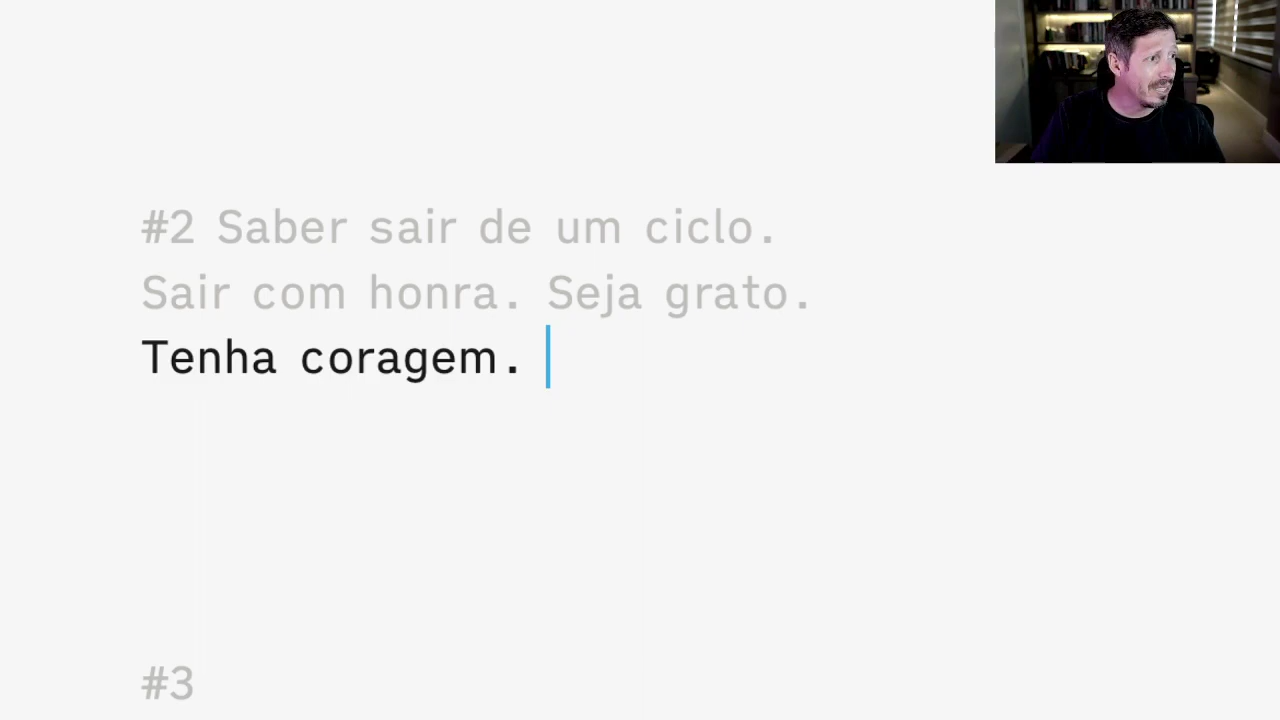 #2 Saber sair de um ciclo.
Sair com honra. Seja grato.
Tenha coragem.
#3